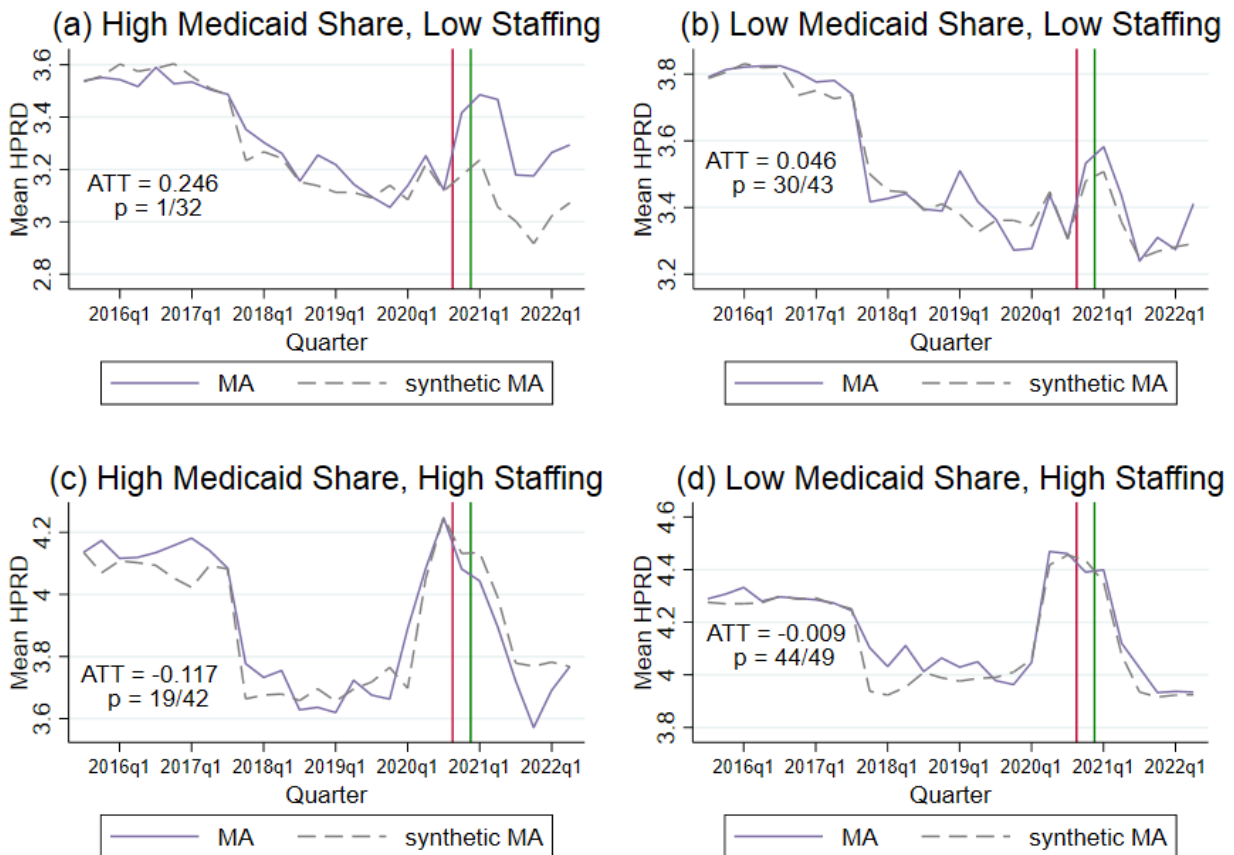 (a) High Medicaid Share, Low Staffing
Mean HPRD
3.6
3.4
3.2
3
2.8
ATT = 0.246
p = 1/32
2016q1 2017q1 2018q1 2019q1 2020q1 2021q1 2022q1
Quarter
MA synthetic MA
(b) Low Medicaid Share, Low Staffing
Mean HPRD
3.8
3.6
3.4
3.2
ATT = 0.046
p = 30/43
2016q1 2017q1 2018q1 2019q1 2020q1 2021q1 2022q1
Quarter
MA synthetic MA
(c) High Medicaid Share, High Staffing
Mean HPRD
4.2
4
3.8
3.6
ATT = -0.117
p = 19/42
2016q1 2017q1 2018q1 2019q1 2020q1 2021q1 2022q1
Quarter
MA synthetic MA
(d) Low Medicaid Share, High Staffing
Mean HPRD
4.6
4.4
4.2
4
3.8
ATT = -0.009
p = 44/49
2016q1 2017q1 2018q1 2019q1 2020q1 2021q1 2022q1
Quarter
MA synthetic MA